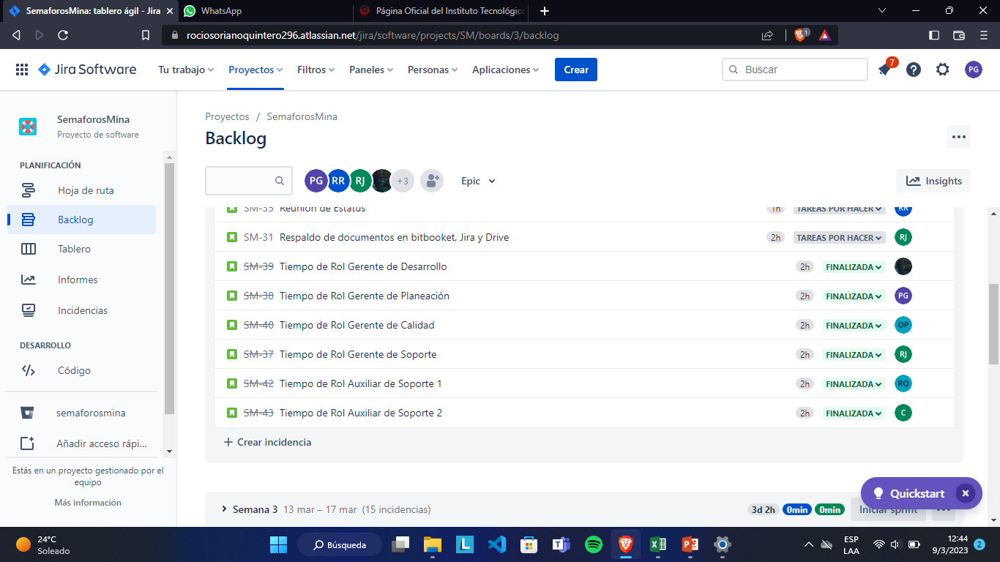 SemaforosMina: tablero ágil - Jira
WhatsApp
Página Oficial del Instituto Tecnológico
rociosorianoquintero296.atlassian.net/jira/software/projects/SM/boards/3/backlog
1
Jira Software
Tu trabajo
Proyectos
Filtros
Paneles
Personas
Aplicaciones
Crear
Buscar
7
PG
SemaforosMina
Proyecto de software
PLANIFICACIÓN
Hoja de ruta
Backlog
Tablero
Informes
Incidencias
DESARROLLO
Código
semaforosmina
Añadir acceso rápi...
Estás en un proyecto gestionado por el
equipo
Más información
Proyectos / SemaforosMina
Backlog
PG RR RJ +3
Epic
Insights
SM-35 Reunión de Estatus 1h TAREAS POR HACER RR
SM-31 Respaldo de documentos en bitbooket, Jira y Drive 2h TAREAS POR HACER RJ
SM-39 Tiempo de Rol Gerente de Desarrollo 2h FINALIZADA
SM-38 Tiempo de Rol Gerente de Planeación 2h FINALIZADA PG
SM-40 Tiempo de Rol Gerente de Calidad 2h FINALIZADA OP
SM-37 Tiempo de Rol Gerente de Soporte 2h FINALIZADA RJ
SM-42 Tiempo de Rol Auxiliar de Soporte 1 2h FINALIZADA RQ
SM-43 Tiempo de Rol Auxiliar de Soporte 2 2h FINALIZADA C
+ Crear incidencia
Semana 3 13 mar – 17 mar (15 incidencias) 3d 2h 0min 0min Iniciar sprint
Quickstart
24°C
Soleado
Búsqueda
ESP
LAA
12:44
9/3/2023
2